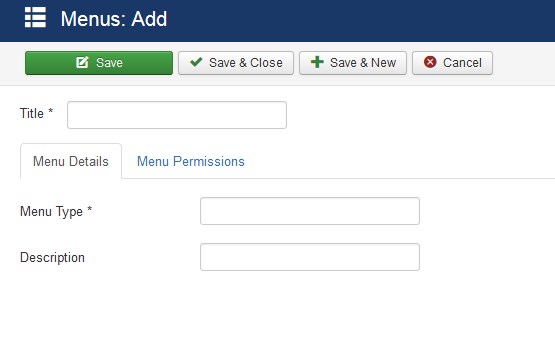 Menus: Add
Save Save & Close Save & New Cancel
Title *
Menu Details Menu Permissions
Menu Type *
Description